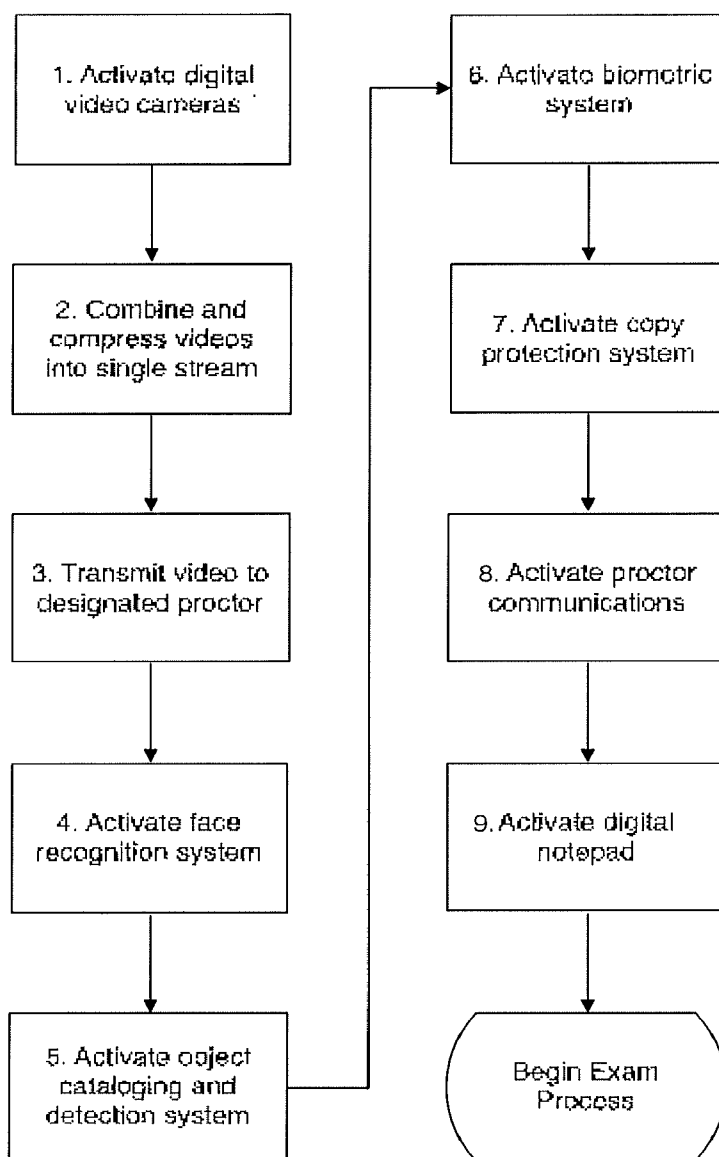 1. Activate digital
video cameras
2. Combine and
compress videos
into single stream
3. Transmit video to
designated proctor
4. Activate face
recognition system
5. Activate object
cataloging and
detection system
6. Activate biometric
system
7. Activate copy
protection system
8. Activate proctor
communications
9. Activate digital
notepad
Begin Exam
Process